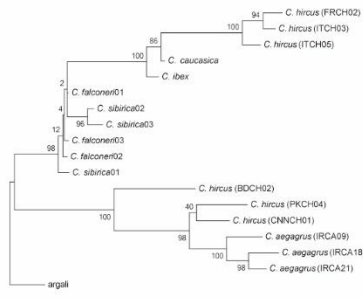 94 C. hircus (FRCH02)
100 C. hircus (ITCH03)
C. hircus (ITCH05)
86
C. caucasica
100
C. ibex
2
C. falconeri01
4 C. sibirica02
96 C. sibirica03
12 C. falconeri03
C. falconeri02
98
C. sibirica01
C. hircus (BDCH02)
40 C. hircus (PKCH04)
100
C. hircus (CNNCH01)
98 C. aegagrus (IRCA09)
100
C. aegagrus (IRCA18
98 C. aegagrus (IRCA21)
argali